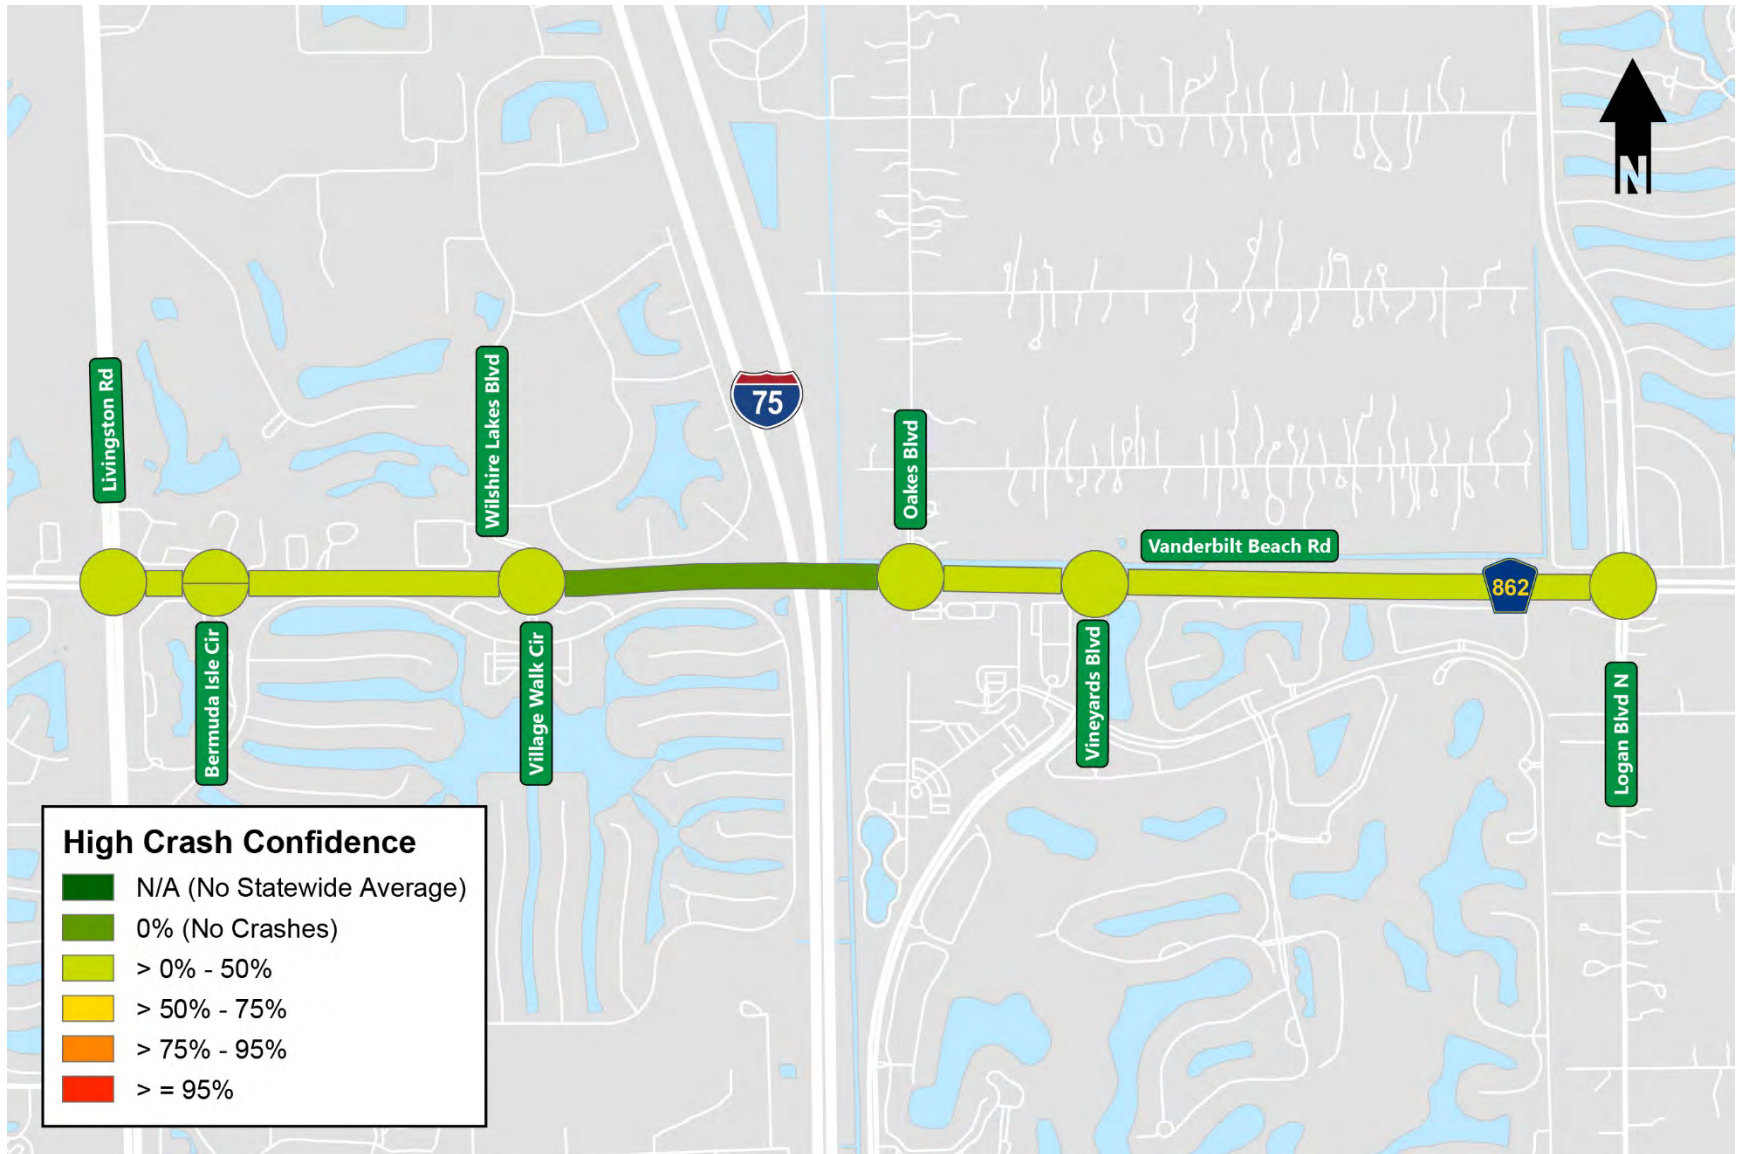 N
Livingston Rd
Wilshire Lakes Blvd
75
Oakes Blvd
Vanderbilt Beach Rd
862
Bermuda Isle Cir
Village Walk Cir
Vineyards Blvd
Logan Blvd N
High Crash Confidence
N/A (No Statewide Average)
0% (No Crashes)
> 0% - 50%
> 50% - 75%
> 75% - 95%
> = 95%